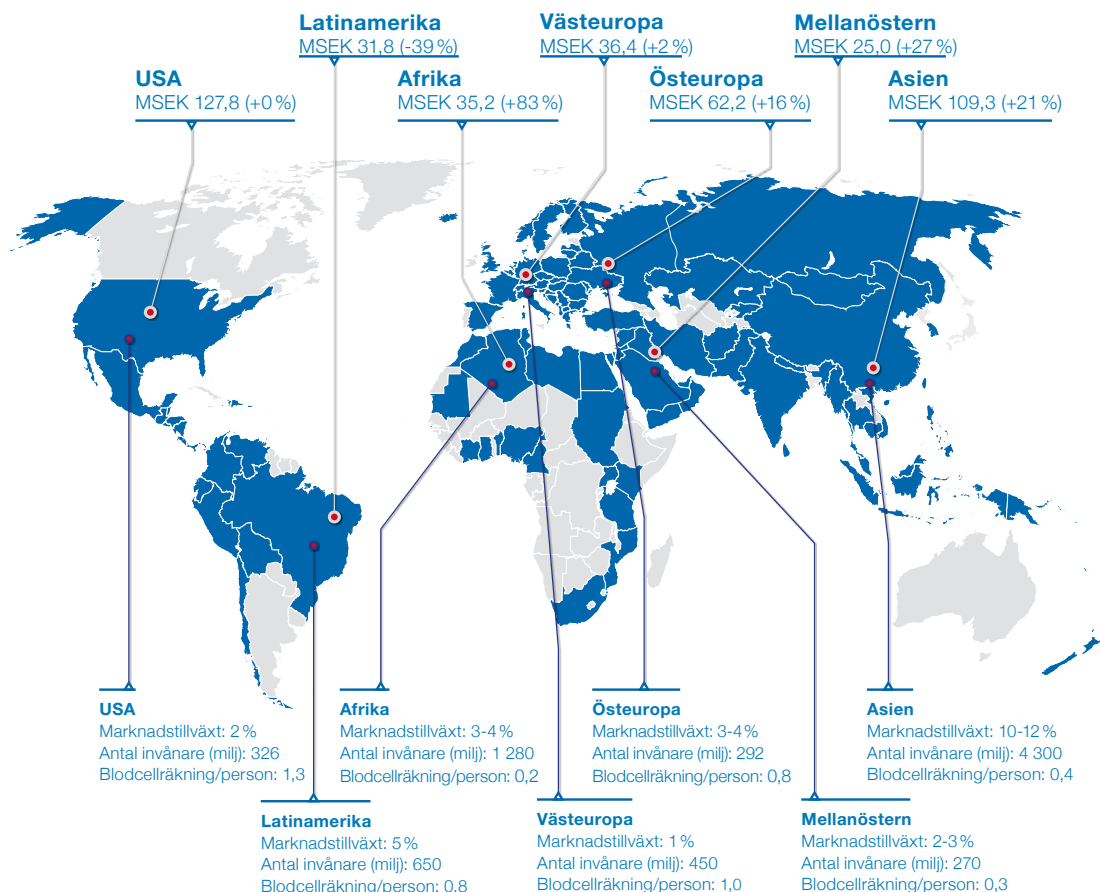 Latinamerika
MSEK 31,8 (-39 %)
Västeuropa
MSEK 36,4 (+2 %)
Mellanöstern
MSEK 25,0 (+27 %)
USA
MSEK 127,8 (+0 %)
Afrika
MSEK 35,2 (+83 %)
Östeuropa
MSEK 62,2 (+16 %)
Asien
MSEK 109,3 (+21 %)
USA
Marknadstillväxt: 2 %
Antal invånare (milj): 326
Blodcellräkning/person: 1,3
Afrika
Marknadstillväxt: 3-4 %
Antal invånare (milj): 1 280
Blodcellräkning/person: 0,2
Östeuropa
Marknadstillväxt: 3-4 %
Antal invånare (milj): 292
Blodcellräkning/person: 0,8
Asien
Marknadstillväxt: 10-12 %
Antal invånare (milj): 4 300
Blodcellräkning/person: 0,4
Latinamerika
Marknadstillväxt: 5 %
Antal invånare (milj): 650
Blodcellräkning/person: 0,8
Västeuropa
Marknadstillväxt: 1 %
Antal invånare (milj): 450
Blodcellräkning/person: 1,0
Mellanöstern
Marknadstillväxt: 2-3 %
Antal invånare (milj): 270
Blodcellräkning/person: 0,3